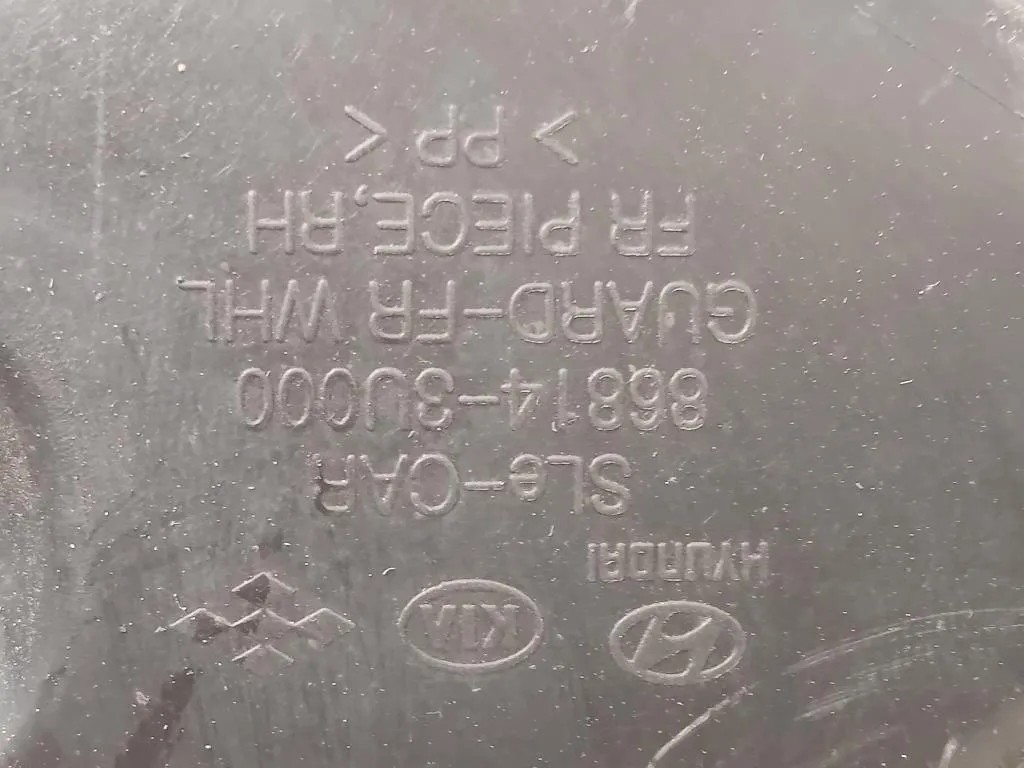 KIA
HYUNDAI
SLe-CAR
86814-3U000
GUARD-FR WHL
FR PIECE,RH
> PP <